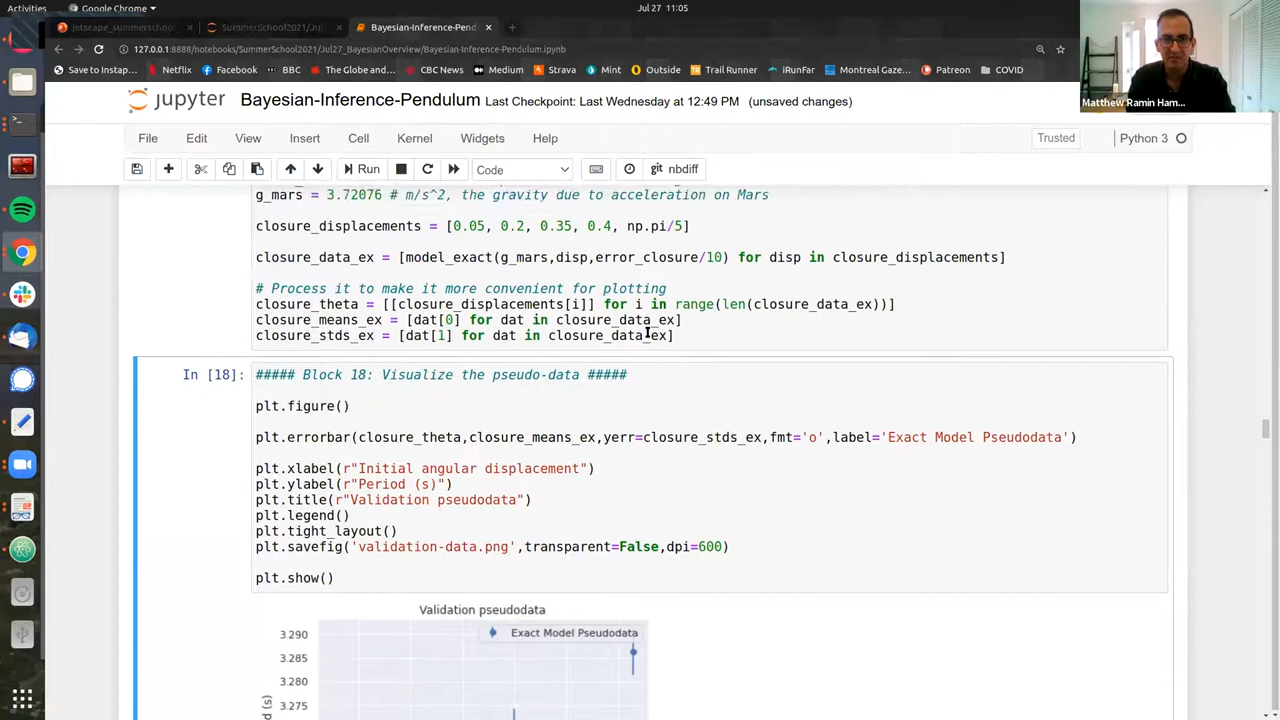 Activities
Google Chrome
Jul 27 11:05
jetscape_summerschool
SummerSchool2021/Jul
Bayesian-Inference-Pend
127.0.0.1:8888/notebooks/SummerSchool2021/Jul27_BayesianOverview/Bayesian-Inference-Pendulum.ipynb
Save to Instap... Netflix Facebook BBC The Globe and... CBC News Medium Strava Mint Outside Trail Runner iRunFar Montreal Gazet... Patreon COVID
Matthew Ramin Ham...
jupyter Bayesian-Inference-Pendulum Last Checkpoint: Last Wednesday at 12:49 PM (unsaved changes)
File Edit View Insert Cell Kernel Widgets Help Trusted Python 3
Run Code git nbdiff
g_mars = 3.72076 # m/s^2, the gravity due to acceleration on Mars
closure_displacements = [0.05, 0.2, 0.35, 0.4, np.pi/5]
closure_data_ex = [model_exact(g_mars,disp,error_closure/10) for disp in closure_displacements]
# Process it to make it more convenient for plotting
closure_theta = [[closure_displacements[i]] for i in range(len(closure_data_ex))]
closure_means_ex = [dat[0] for dat in closure_data_ex]
closure_stds_ex = [dat[1] for dat in closure_data_ex]
In [18]: ##### Block 18: Visualize the pseudo-data #####
plt.figure()
plt.errorbar(closure_theta,closure_means_ex,yerr=closure_stds_ex,fmt='o',label='Exact Model Pseudodata')
plt.xlabel(r"Initial angular displacement")
plt.ylabel(r"Period (s)")
plt.title(r"Validation pseudodata")
plt.legend()
plt.tight_layout()
plt.savefig('validation-data.png',transparent=False,dpi=600)
plt.show()
Validation pseudodata
Exact Model Pseudodata
3.290
3.285
3.280
3.275
(s)